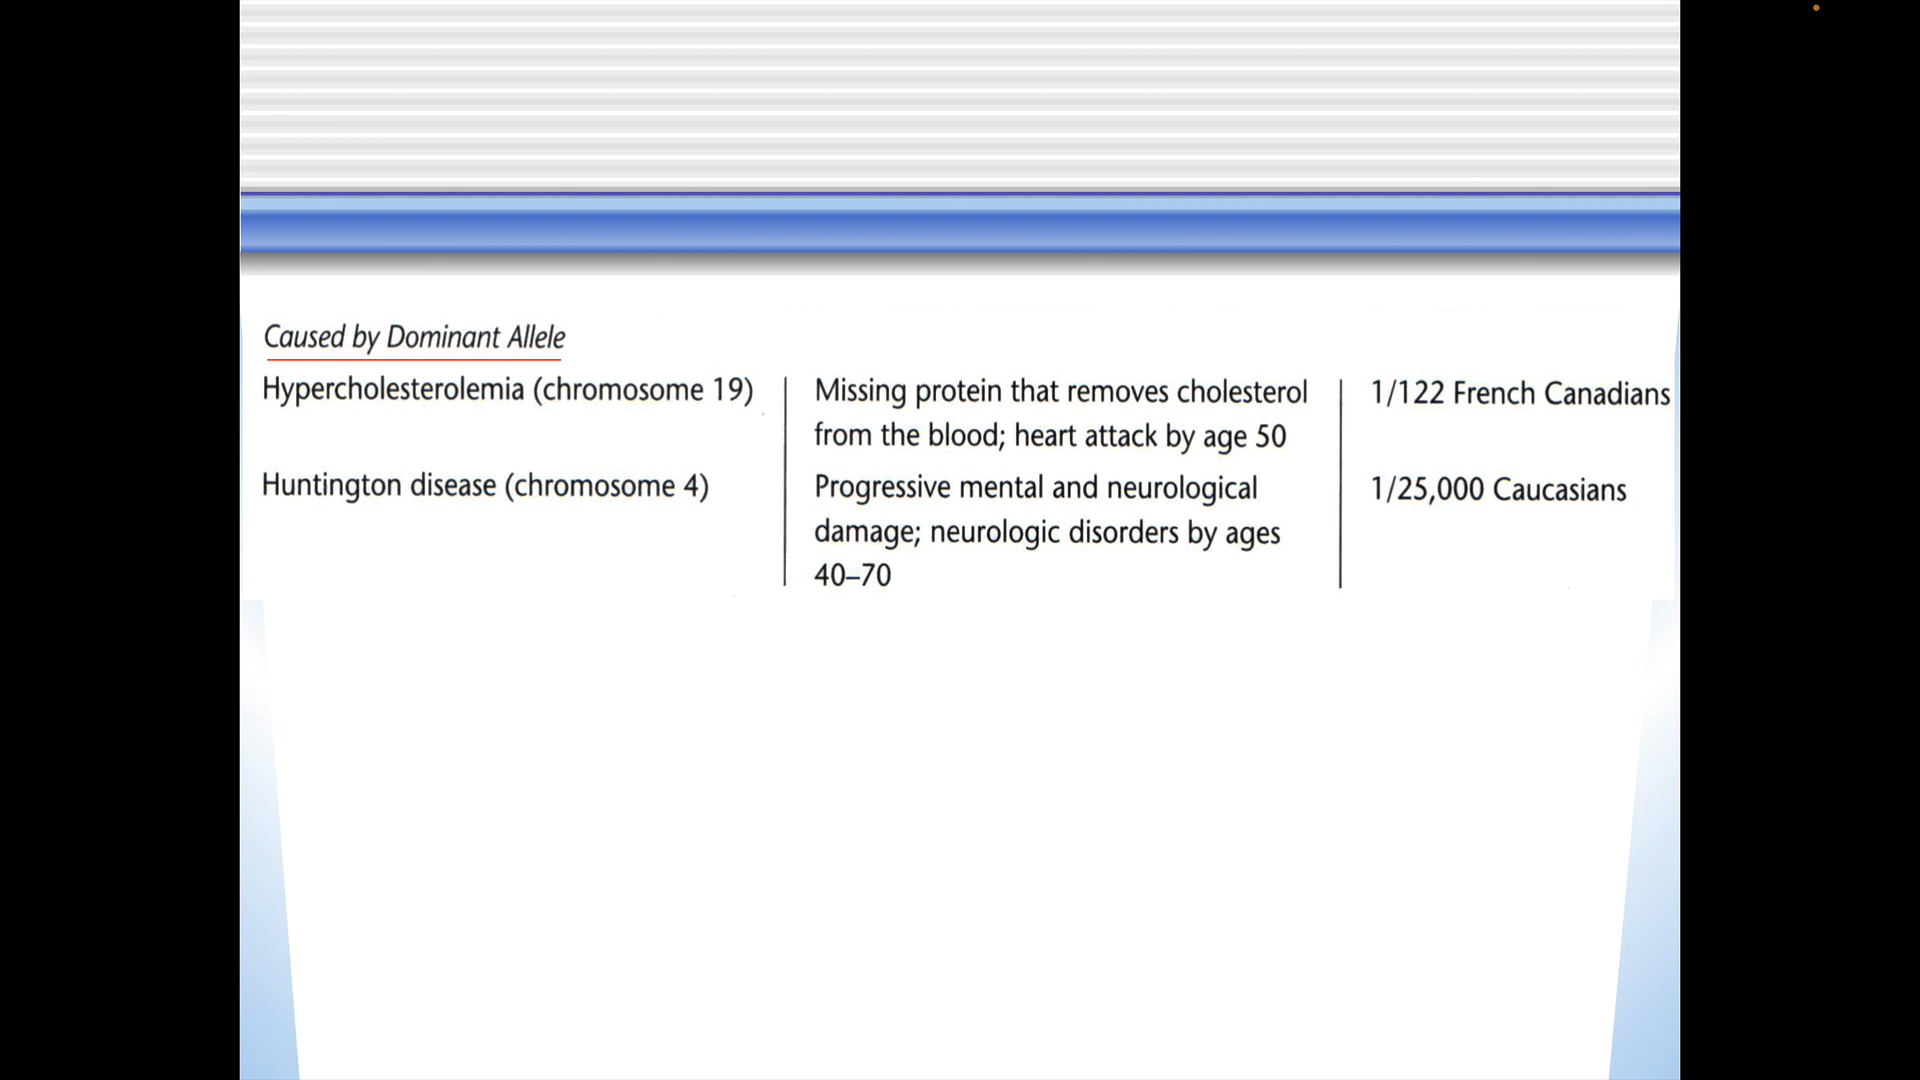 Caused by Dominant Allele
Hypercholesterolemia (chromosome 19)
Missing protein that removes cholesterol
from the blood; heart attack by age 50
1/122 French Canadians
Huntington disease (chromosome 4)
Progressive mental and neurological
damage; neurologic disorders by ages
40–70
1/25,000 Caucasians